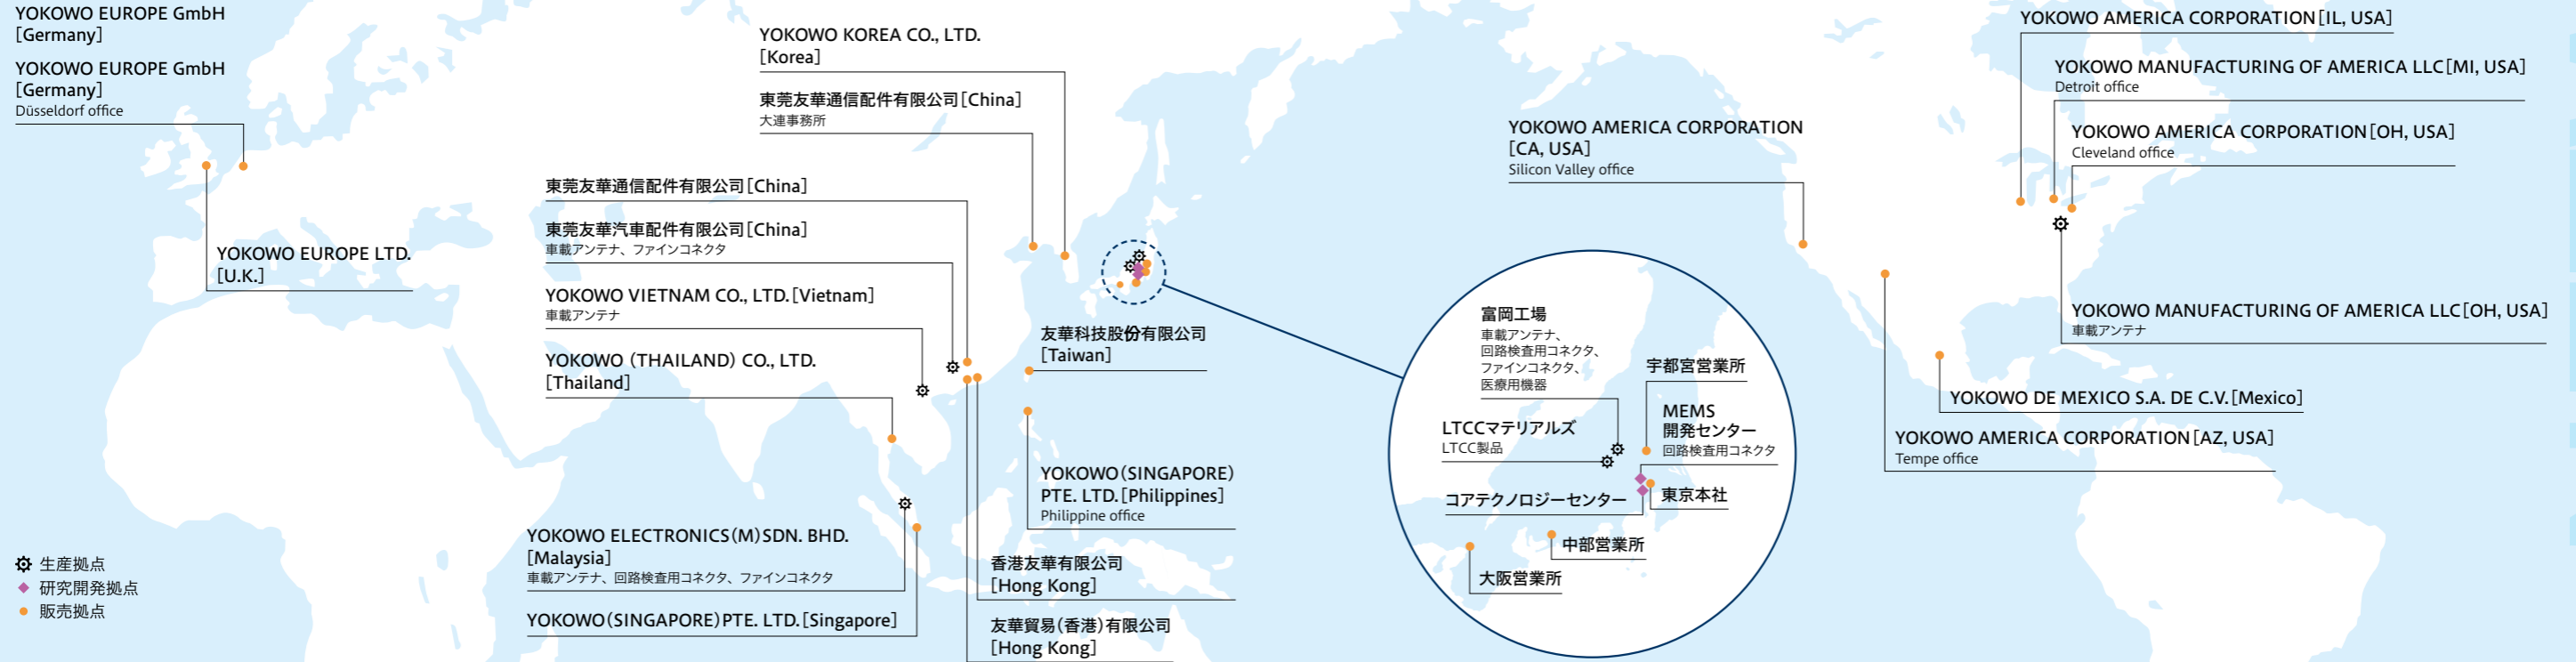 YOKOWO EUROPE GmbH
[Germany]
YOKOWO EUROPE GmbH
[Germany]
Düsseldorf office
YOKOWO EUROPE LTD.
[U.K.]
YOKOWO KOREA CO., LTD.
[Korea]
東莞友華通信配件有限公司[China]
大連事務所
東莞友華通信配件有限公司[China]
東莞友華汽車配件有限公司[China]
車載アンテナ、ファインコネクタ
YOKOWO VIETNAM CO., LTD.[Vietnam]
車載アンテナ
YOKOWO (THAILAND) CO., LTD.
[Thailand]
YOKOWO ELECTRONICS(M)SDN. BHD.
[Malaysia]
車載アンテナ、回路検査用コネクタ、ファインコネクタ
YOKOWO(SINGAPORE)PTE. LTD.[Singapore]
友華科技股份有限公司
[Taiwan]
YOKOWO(SINGAPORE)
PTE. LTD.[Philippines]
Philippine office
香港友華有限公司
[Hong Kong]
友華貿易(香港)有限公司
[Hong Kong]
富岡工場
車載アンテナ、
回路検査用コネクタ、
ファインコネクタ、
医療用機器
LTCCマテリアルズ
LTCC製品
宇都宮営業所
MEMS
開発センター
回路検査用コネクタ
コアテクノロジーセンター
東京本社
中部営業所
大阪営業所
YOKOWO AMERICA CORPORATION
[CA, USA]
Silicon Valley office
YOKOWO AMERICA CORPORATION[IL, USA]
YOKOWO MANUFACTURING OF AMERICA LLC[MI, USA]
Detroit office
YOKOWO AMERICA CORPORATION[OH, USA]
Cleveland office
YOKOWO MANUFACTURING OF AMERICA LLC[OH, USA]
車載アンテナ
YOKOWO DE MEXICO S.A. DE C.V.[Mexico]
YOKOWO AMERICA CORPORATION[AZ, USA]
Tempe office
生産拠点
研究開発拠点
販売拠点